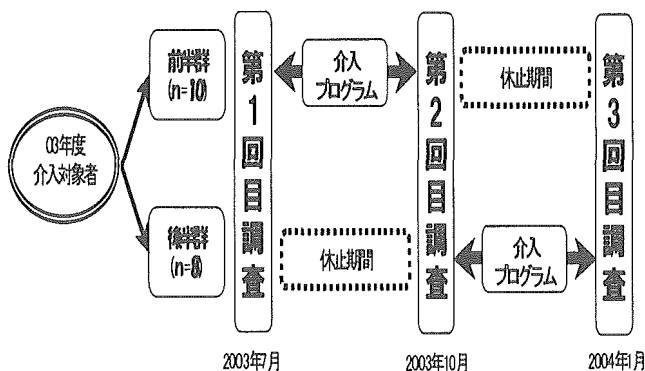 03年度
介入対象者
前半群
(n=10)
後半群
(n=8)
第1回目調査
介入
プログラム
休止期間
第2回目調査
休止期間
介入
プログラム
第3回目調査
2003年7月
2003年10月
2004年1月